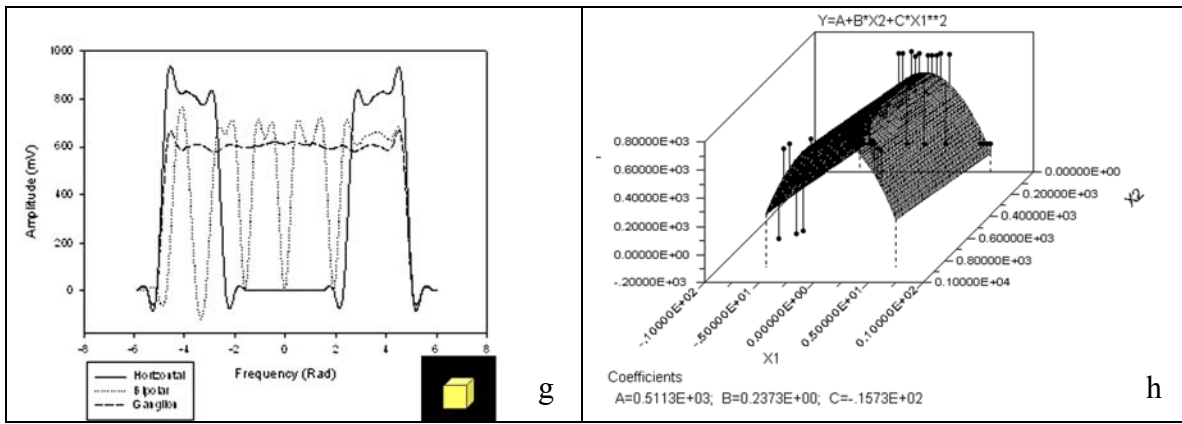 1000
800
600
400
200
0
Amplitude (mV)
-8 -6 -4 -2 0 2 4 6 8
Frequency (Rad)
Horizontal
Bipolar
Ganglion
g
Y=A+B*X2+C*X1**2
0.80000E+03
0.60000E+03
0.40000E+03
0.20000E+03
0.00000E+00
-.20000E+03
-.10000E+02
-.50000E+01
0.00000E+00
0.50000E+01
0.10000E+02
X1
0.00000E+00
0.20000E+03
0.40000E+03
0.60000E+03
0.80000E+03
0.10000E+04
X2
Coefficients
A=0.5113E+03; B=0.2373E+00; C=-.1573E+02
h